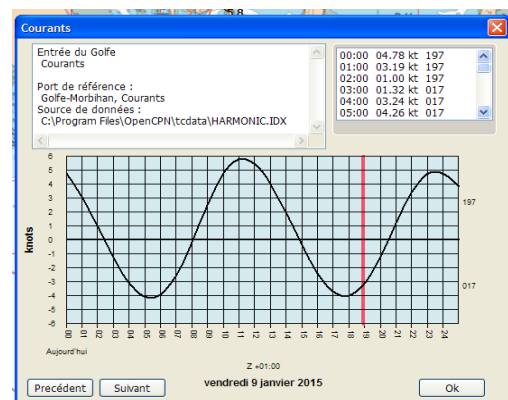 5.8
Courants
Entrée du Golfe
Courants
Port de référence :
Golfe-Morbihan, Courants
Source de données :
C:\Program Files\OpenCPN\tcdata\HARMONIC.IDX
00:00 04.78 kt 197
01:00 03.19 kt 197
02:00 01.00 kt 197
03:00 01.32 kt 017
04:00 03.24 kt 017
05:00 04.26 kt 017
knots
6
5
4
3
2
1
0
-1
-2
-3
-4
-5
-6
197
017
00 01 02 03 04 05 06 07 08 09 10 11 12 13 14 15 16 17 18 19 20 21 22 23 24
Aujourd'hui
Z +01:00
Précédent Suivant vendredi 9 janvier 2015 Ok